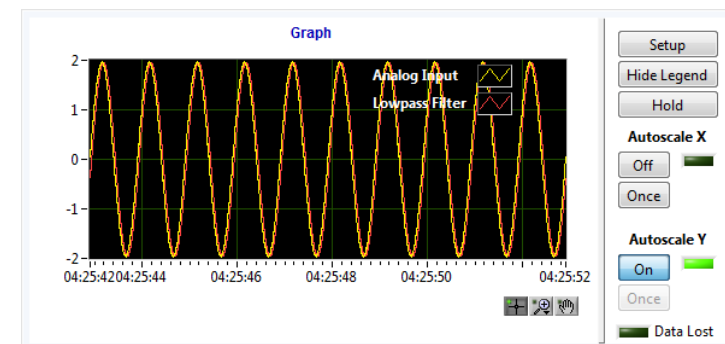 Graph
2
1
0
-1
-2
Analog Input
Lowpass Filter
04:25:42 04:25:44 04:25:46 04:25:48 04:25:50 04:25:52
Setup
Hide Legend
Hold
Autoscale X
Off
Once
Autoscale Y
On
Once
Data Lost